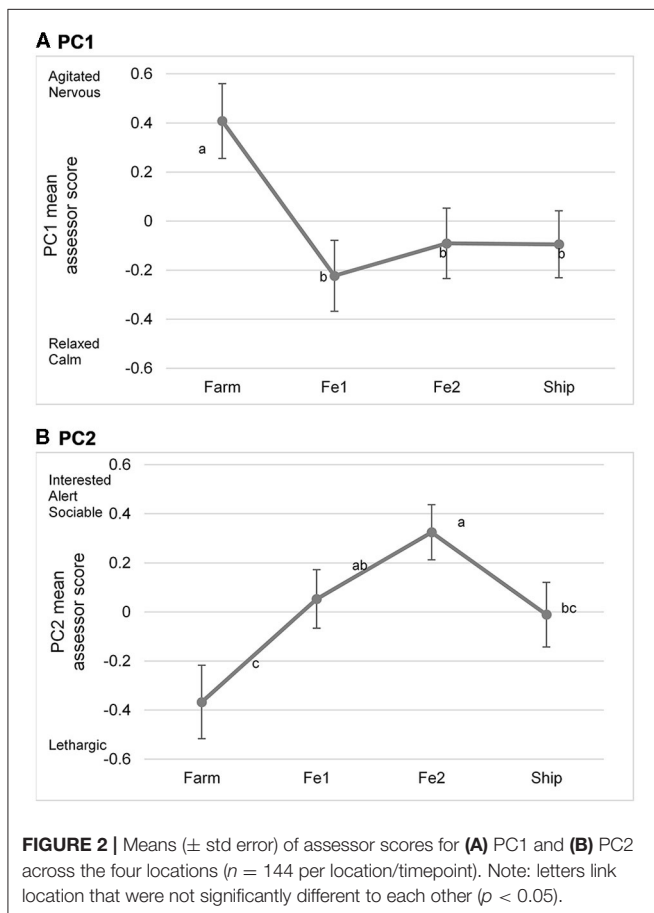 A PC1
Agitated
Nervous
0.6
0.4
0.2
0
-0.2
-0.4
-0.6
PC1 mean
assessor score
a
b
b
b
Relaxed
Calm
Farm Fe1 Fe2 Ship
B PC2
Interested
Alert
Sociable
0.6
0.4
0.2
0
-0.2
-0.4
-0.6
PC2 mean
assessor score
c
ab
a
bc
Lethargic
Farm Fe1 Fe2 Ship
FIGURE 2 | Means (± std error) of assessor scores for (A) PC1 and (B) PC2
across the four locations (n = 144 per location/timepoint). Note: letters link
location that were not significantly different to each other (p < 0.05).